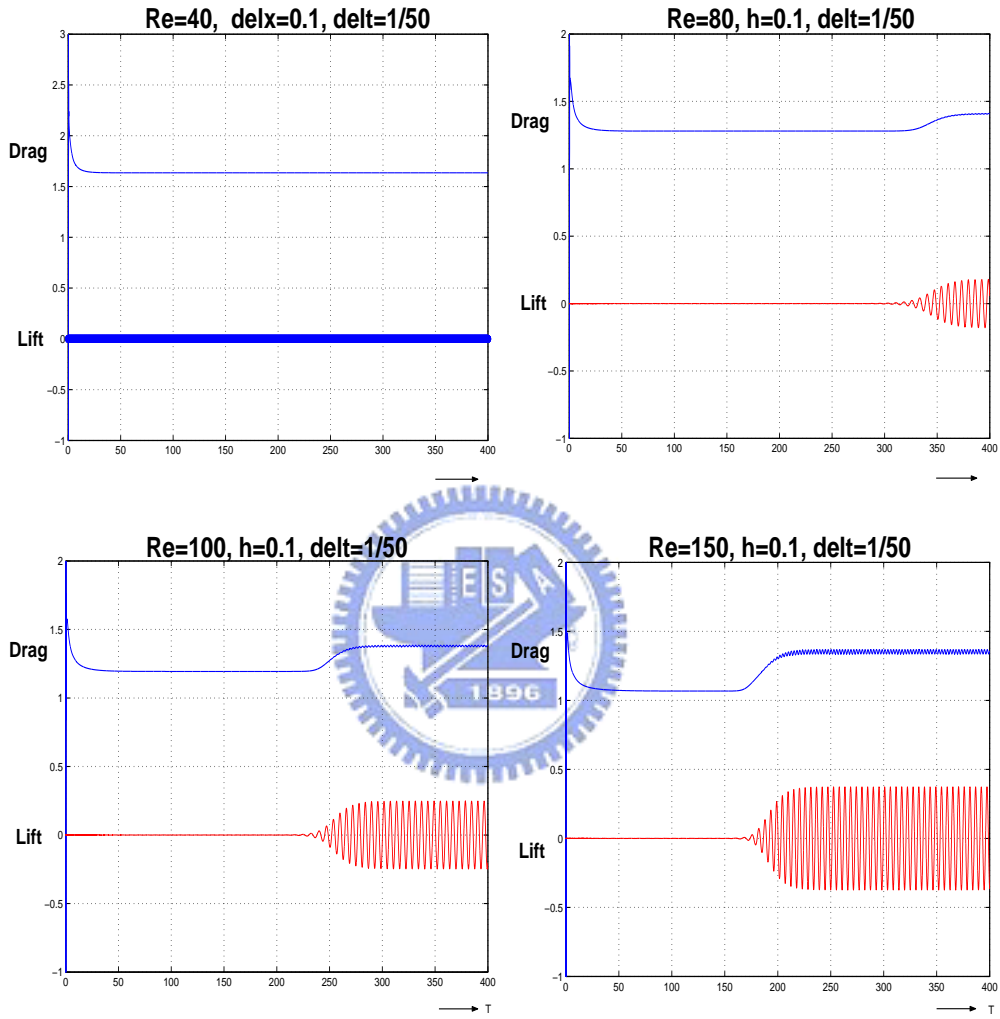 Re=40, delx=0.1, delt=1/50
3
2.5
2
Drag
1.5
1
0.5
Lift 0
−0.5
−1
0 50 100 150 200 250 300 350 400
Re=80, h=0.1, delt=1/50
2
1.5
Drag
1
0.5
Lift 0
−0.5
−1
0 50 100 150 200 250 300 350 400
Re=100, h=0.1, delt=1/50
2
1.5
Drag
1
0.5
Lift 0
−0.5
−1
0 50 100 150 200 250 300 350 400
T
Re=150, h=0.1, delt=1/50
2
1.5
Drag
1
0.5
Lift 0
−0.5
−1
0 50 100 150 200 250 300 350 400
T
E S A
1896